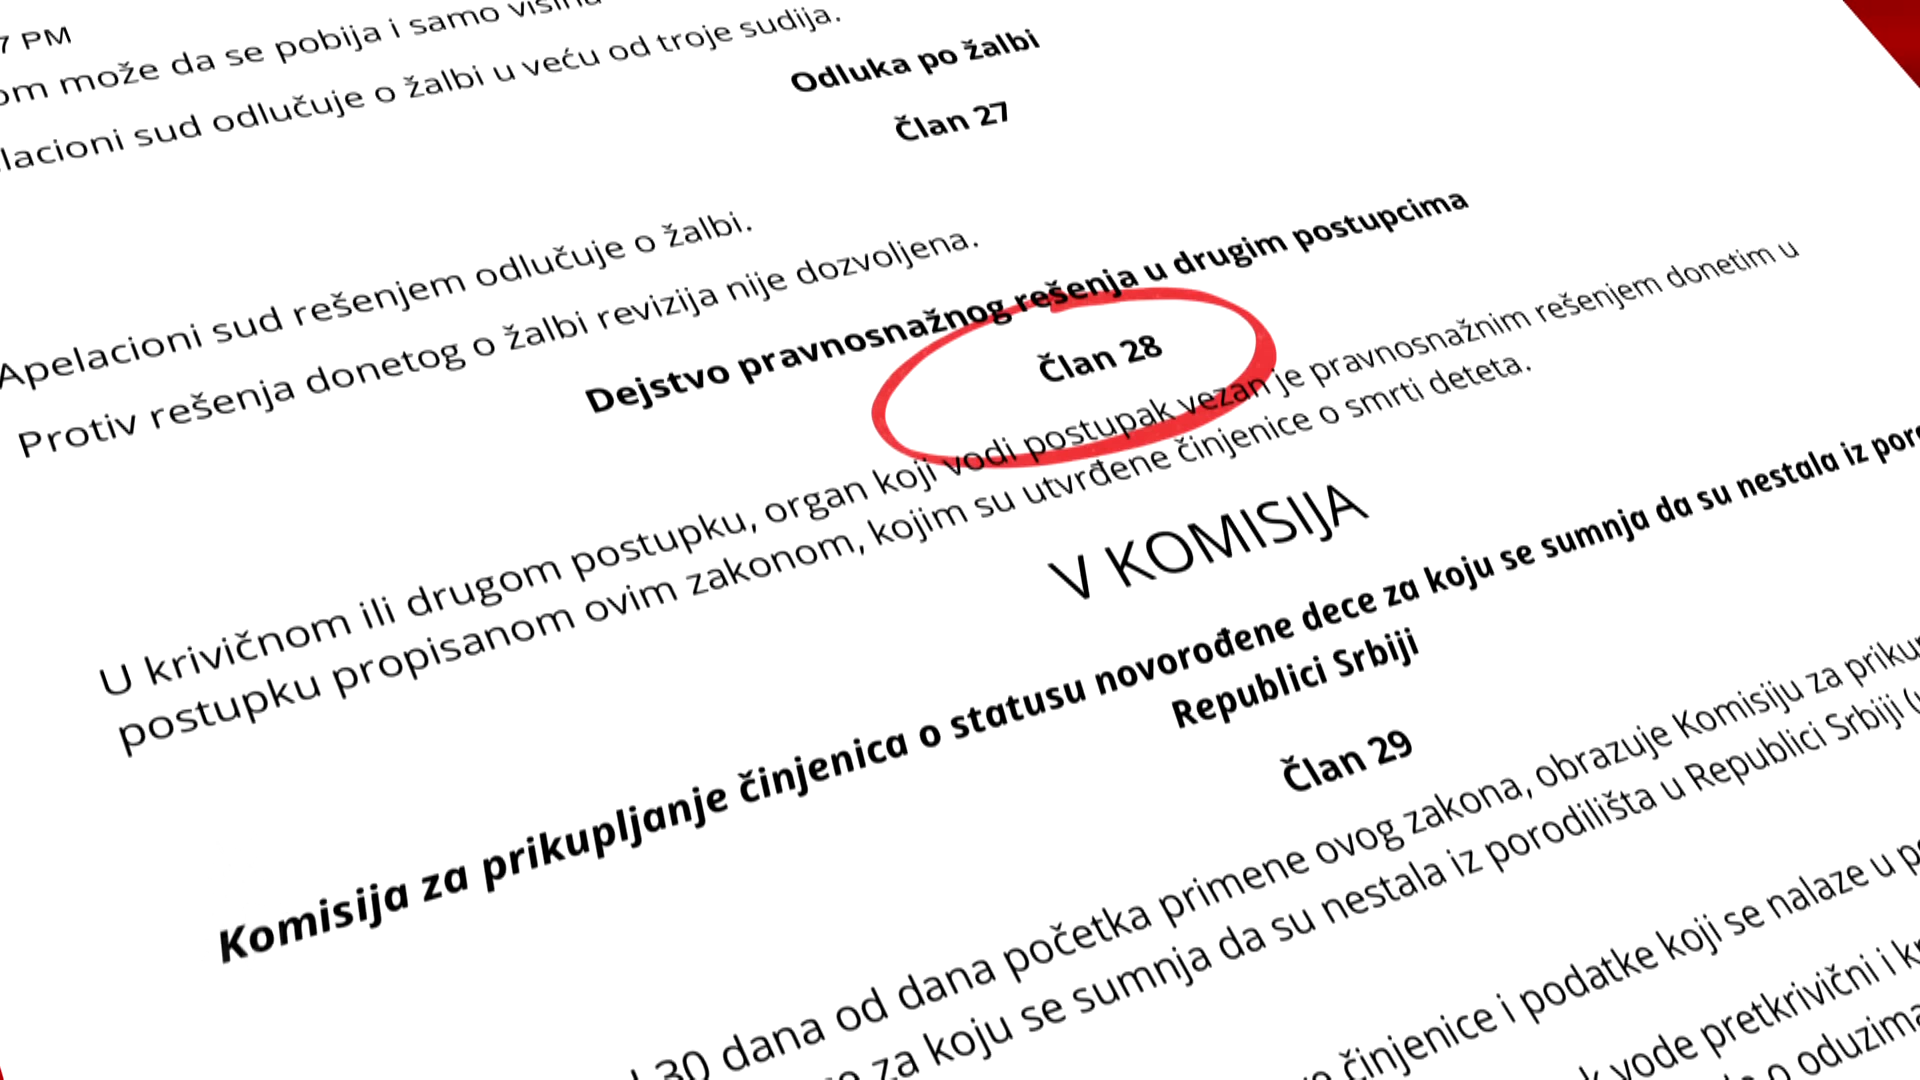 7 PM
može da se pobija i samo
sud odlučuje o žalbi u veću od troje sudija.
Odluka po žalbi
Član 27
Apelacioni sud rešenjem odlučuje o žalbi.
Protiv rešenja donetog o žalbi revizija nije dozvoljena.
Dejstvo pravnosnažnog rešenja u drugim postupcima
Član 28
U krivičnom ili drugom postupku, organ koji vodi postupak vezan je pravnosnažnim rešenjem donetim u
postupku propisanom ovim zakonom, kojim su utvrđene činjenice o smrti deteta.
V KOMISIJA
Komisija za prikupljanje činjenica o statusu novorođene dece za koju se sumnja da su nestala iz
Republici Srbiji
Član 29
30 dana od dana početka primene ovog zakona, obrazuje Komisiju za
za koju se sumnja da su nestala iz porodilišta u Republici Srbiji
činjenice i podatke koji se nalaze u
vode pretkrivični i
o